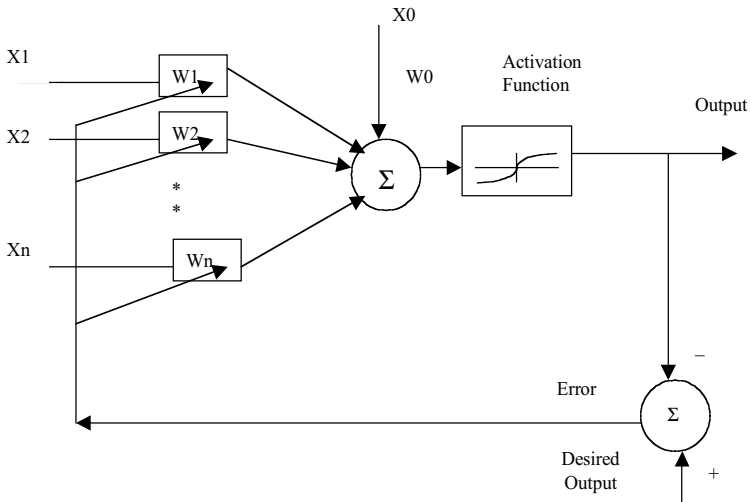 X0
X1
W1
W0
Activation
Function
X2
W2
Output
Σ
*
*
Xn
Wn
–
Error
Σ
Desired
Output
+